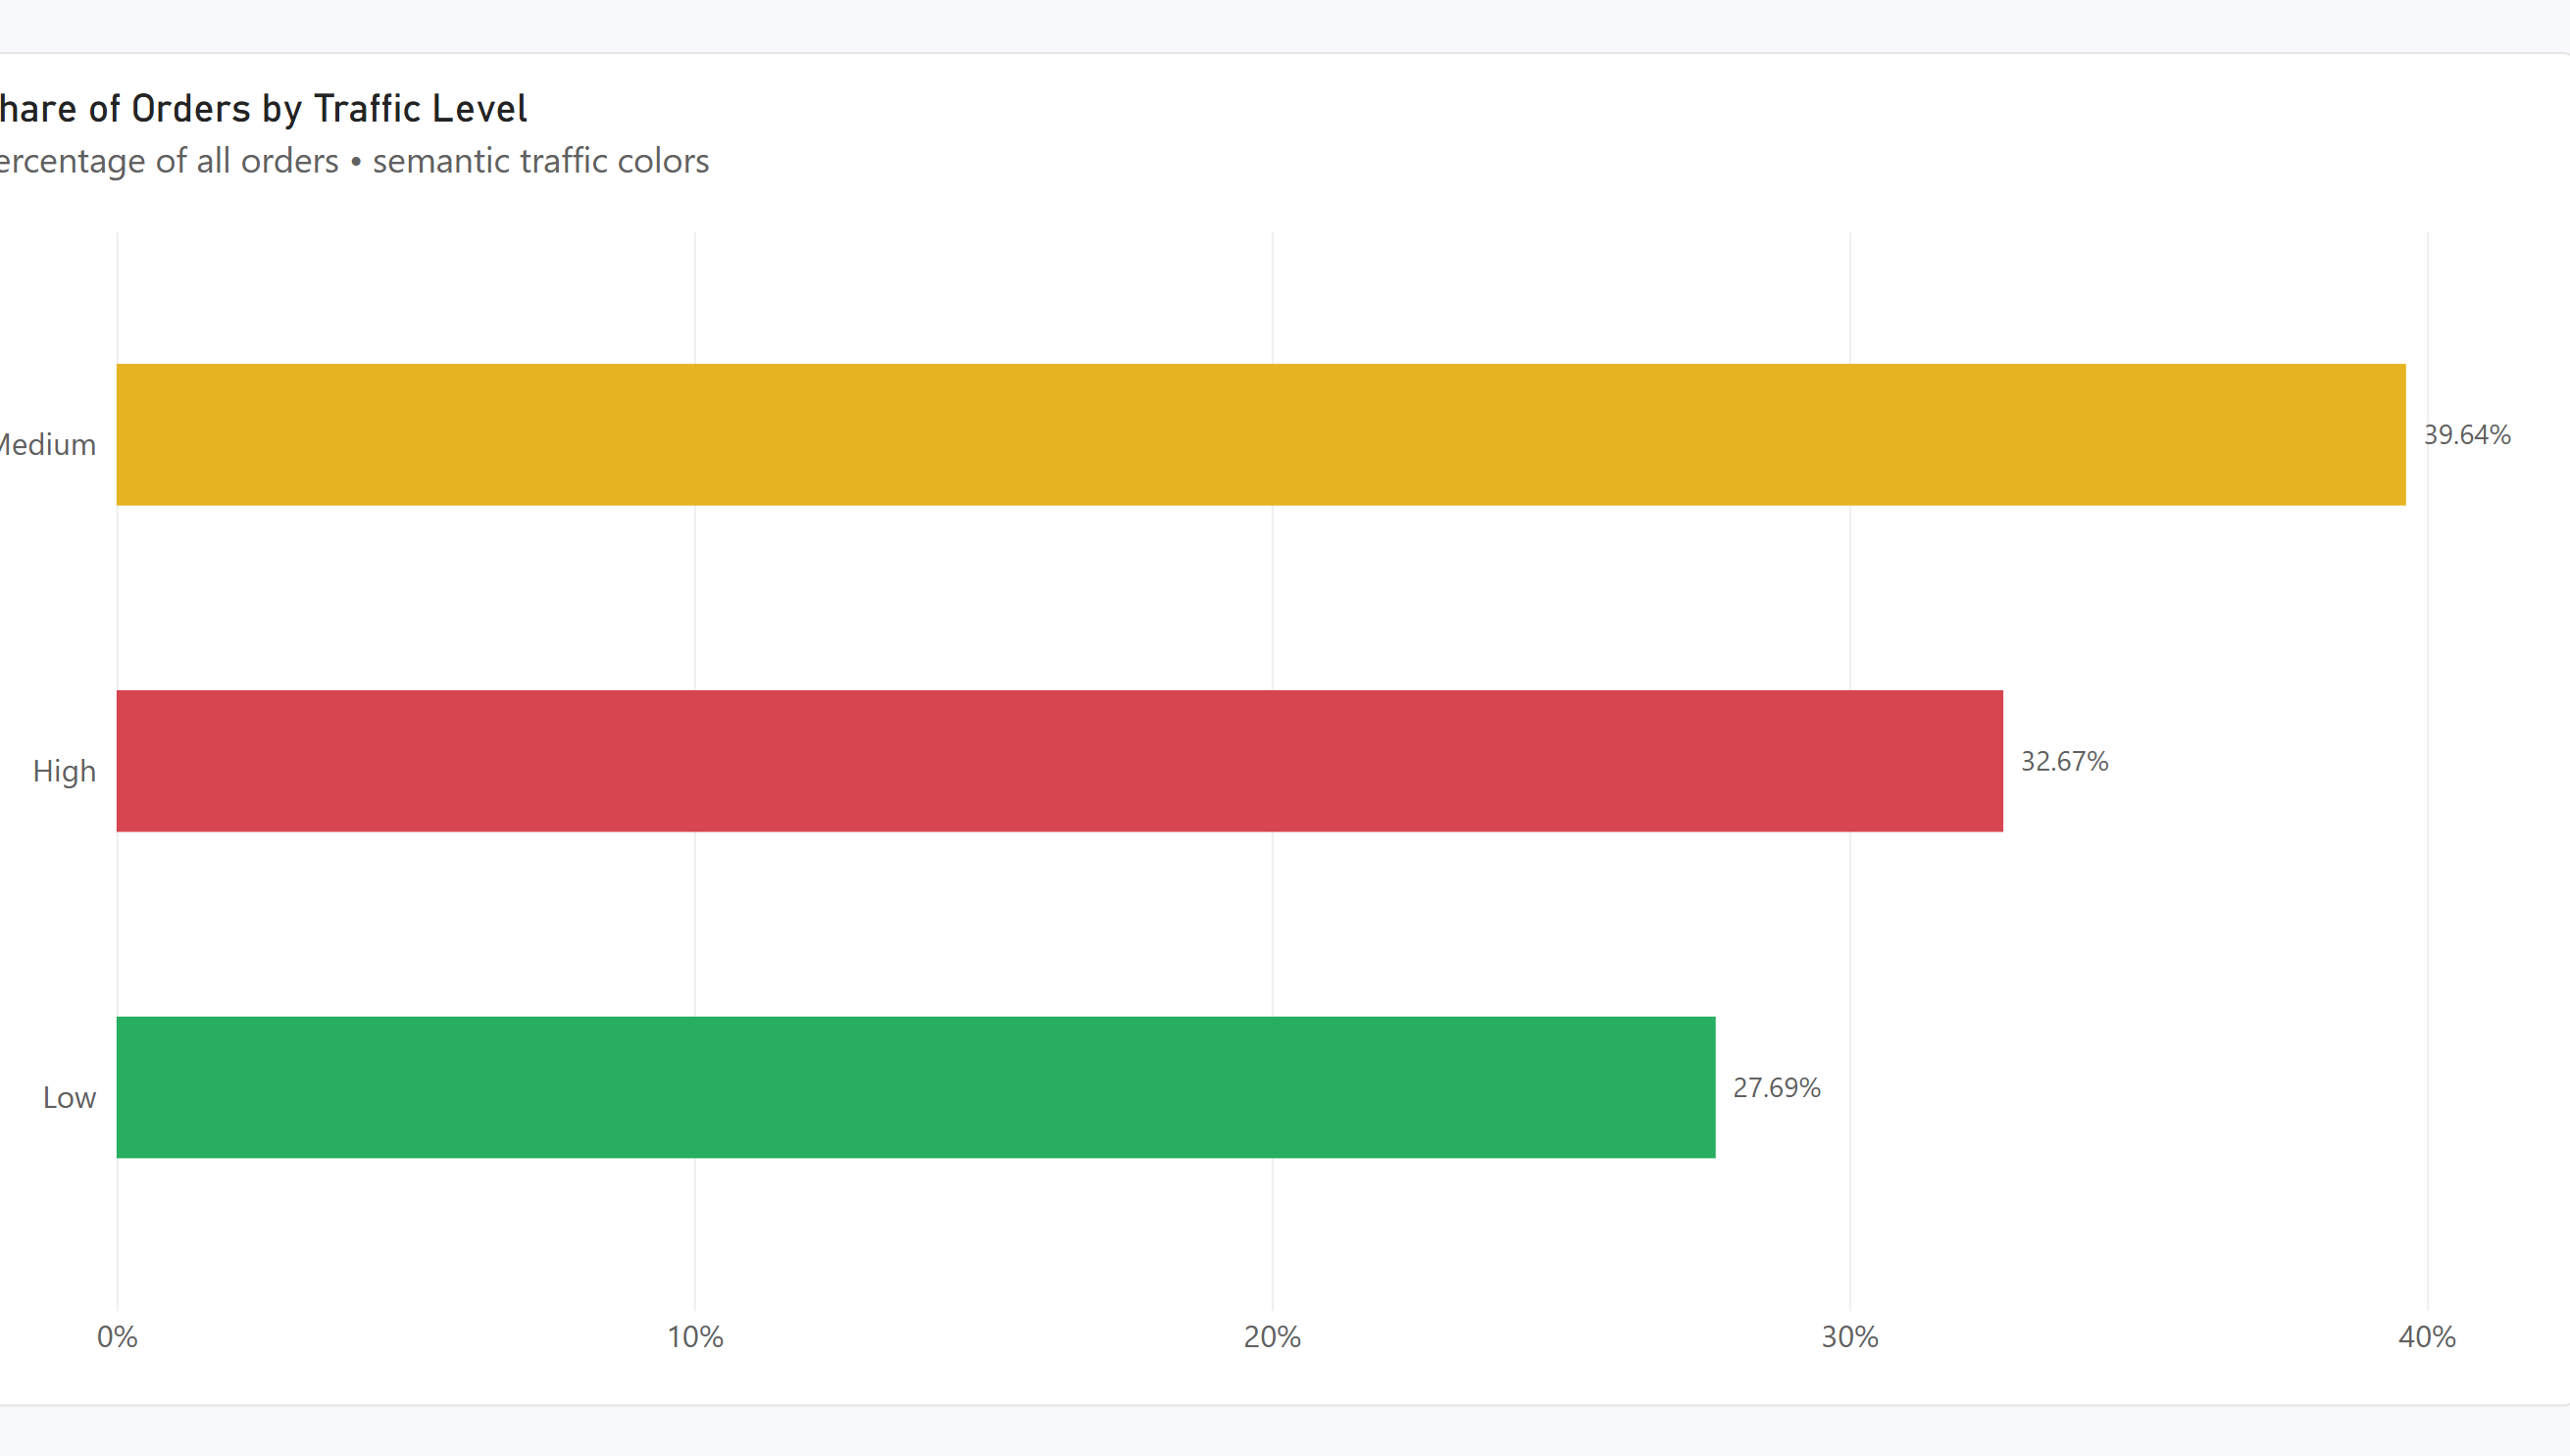 hare of Orders by Traffic Level
ercentage of all orders • semantic traffic colors
Medium
39.64%
High
32.67%
Low
27.69%
0%
10%
20%
30%
40%